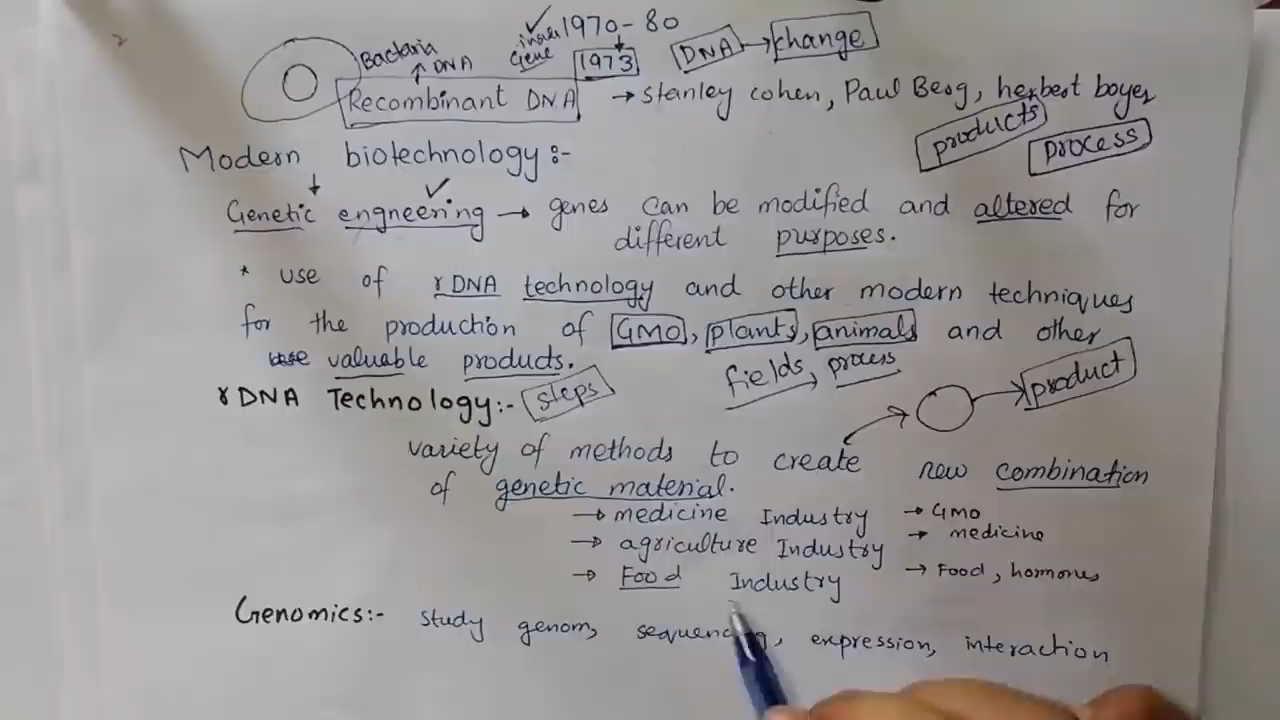 1970-80
Bacteria DNA
Gene
1973
DNA → change
Recombinant DNA → Stanley cohen, Paul Berg, herbest boyer
products
process
Modern biotechnology:-
Genetic engneering → genes can be modified and altered for
different purposes.
* use of rDNA technology and other modern techniques
for the production of GMO, plants, animals and other
valuable products.
fields, process
product
rDNA Technology:- steps
variety of methods to create new combination
of genetic material.
→ medicine Industry → GMO
→ agriculture Industry → medicine
→ Food Industry → Food, hormones
Genomics:- study genom, sequencing, expression, interaction